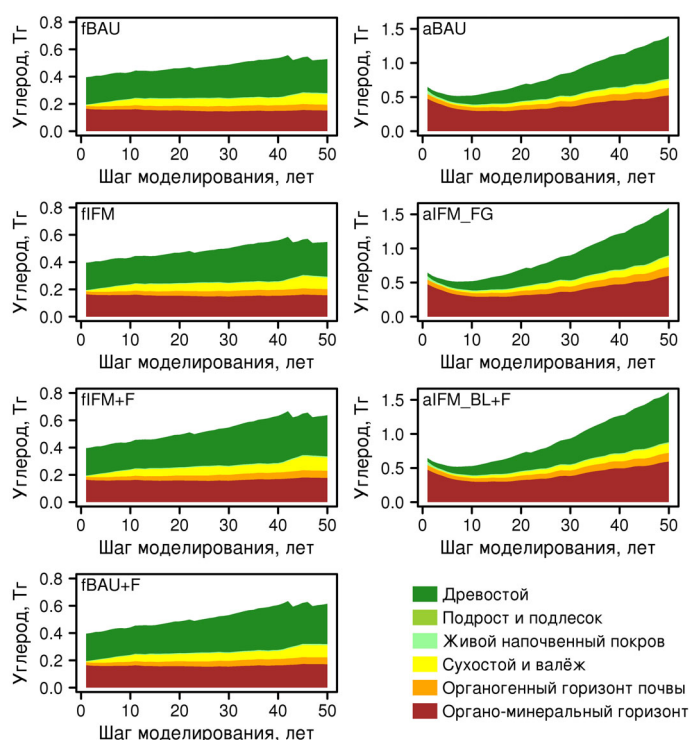 fBAU
Углерод, Тг
0.8
0.6
0.4
0.2
0.0
0 10 20 30 40 50
Шаг моделирования, лет
aBAU
Углерод, Тг
1.5
1.0
0.5
0.0
0 10 20 30 40 50
Шаг моделирования, лет
fIFM
Углерод, Тг
0.8
0.6
0.4
0.2
0.0
0 10 20 30 40 50
Шаг моделирования, лет
aIFM_FG
Углерод, Тг
1.5
1.0
0.5
0.0
0 10 20 30 40 50
Шаг моделирования, лет
fIFM+F
Углерод, Тг
0.8
0.6
0.4
0.2
0.0
0 10 20 30 40 50
Шаг моделирования, лет
aIFM_BL+F
Углерод, Тг
1.5
1.0
0.5
0.0
0 10 20 30 40 50
Шаг моделирования, лет
fBAU+F
Углерод, Тг
0.8
0.6
0.4
0.2
0.0
0 10 20 30 40 50
Шаг моделирования, лет
Древостой
Подрост и подлесок
Живой напочвенный покров
Сухостой и валёж
Органогенный горизонт почвы
Органо-минеральный горизонт